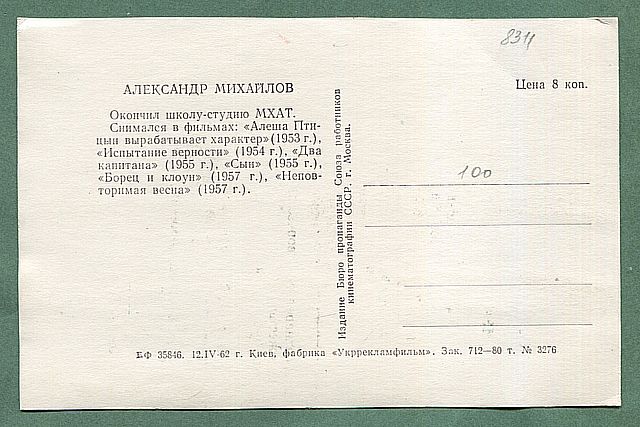 8311
АЛЕКСАНДР МИХАЙЛОВ
Цена 8 коп.
Окончил школу-студию МХАТ.
Снимался в фильмах: «Алеша Пти-
цын вырабатывает характер» (1953 г.),
«Испытание верности» (1954 г.), «Два
капитана» (1955 г.), «Сын» (1955 г.),
«Борец и клоун» (1957 г.), «Непов-
торимая весна» (1957 г.).
Издание Бюро пропаганды Союза работников
кинематографии СССР. г. Москва.
100
БФ 35846. 12.IV-62 г. Киев, фабрика «Укррекламфильм». Зак. 712—80 т. № 3276